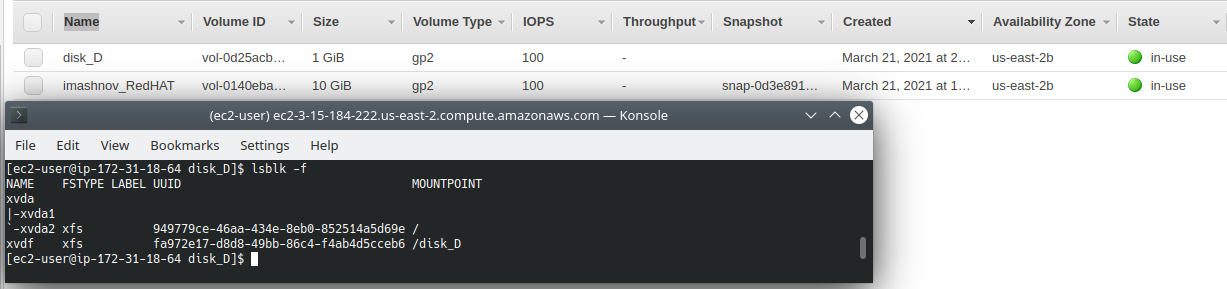 Name Volume ID Size Volume Type IOPS Throughput Snapshot Created Availability Zone State
disk_D vol-0d25acb… 1 GiB gp2 100 - March 21, 2021 at 2… us-east-2b in-use
imashnov_RedHAT vol-0140eba… 10 GiB gp2 100 - snap-0d3e891… March 21, 2021 at 1… us-east-2b in-use
(ec2-user) ec2-3-15-184-222.us-east-2.compute.amazonaws.com — Konsole
File Edit View Bookmarks Settings Help
[ec2-user@ip-172-31-18-64 disk_D]$ lsblk -f
NAME FSTYPE LABEL UUID MOUNTPOINT
xvda
|-xvda1
`-xvda2 xfs 949779ce-46aa-434e-8eb0-852514a5d69e /
xvdf xfs fa972e17-d8d8-49bb-86c4-f4ab4d5cceb6 /disk_D
[ec2-user@ip-172-31-18-64 disk_D]$